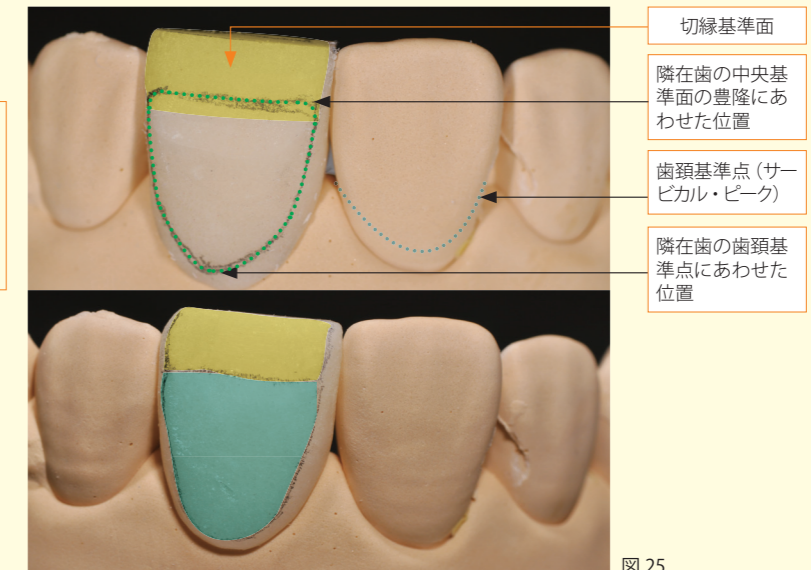 切縁基準面
隣在歯の中央基
準面の豊隆にあ
わせた位置
歯頚基準点（サー
ビカル・ピーク）
隣在歯の歯頚基
準点にあわせた
位置
図 25